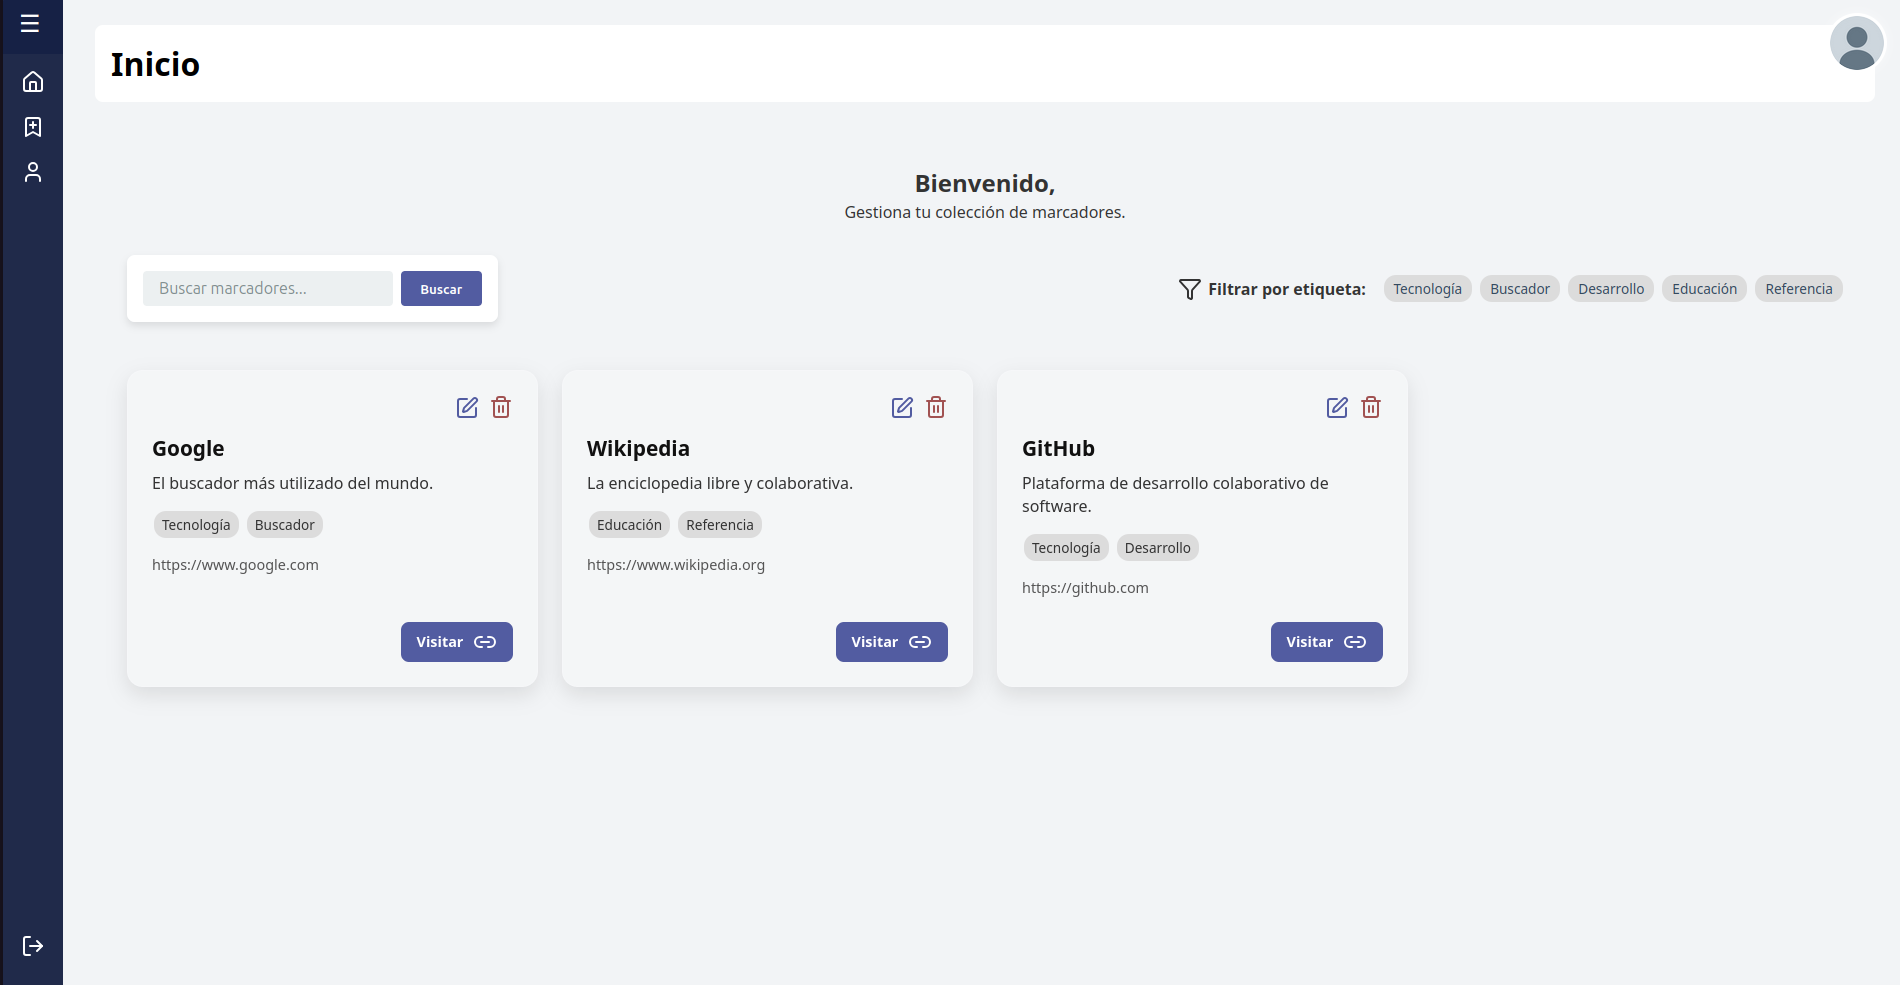 Inicio
Bienvenido,
Gestiona tu colección de marcadores.
Buscar marcadores...
Buscar
Filtrar por etiqueta:
Tecnología
Buscador
Desarrollo
Educación
Referencia
Google
El buscador más utilizado del mundo.
Tecnología
Buscador
https://www.google.com
Visitar
Wikipedia
La enciclopedia libre y colaborativa.
Educación
Referencia
https://www.wikipedia.org
Visitar
GitHub
Plataforma de desarrollo colaborativo de
software.
Tecnología
Desarrollo
https://github.com
Visitar